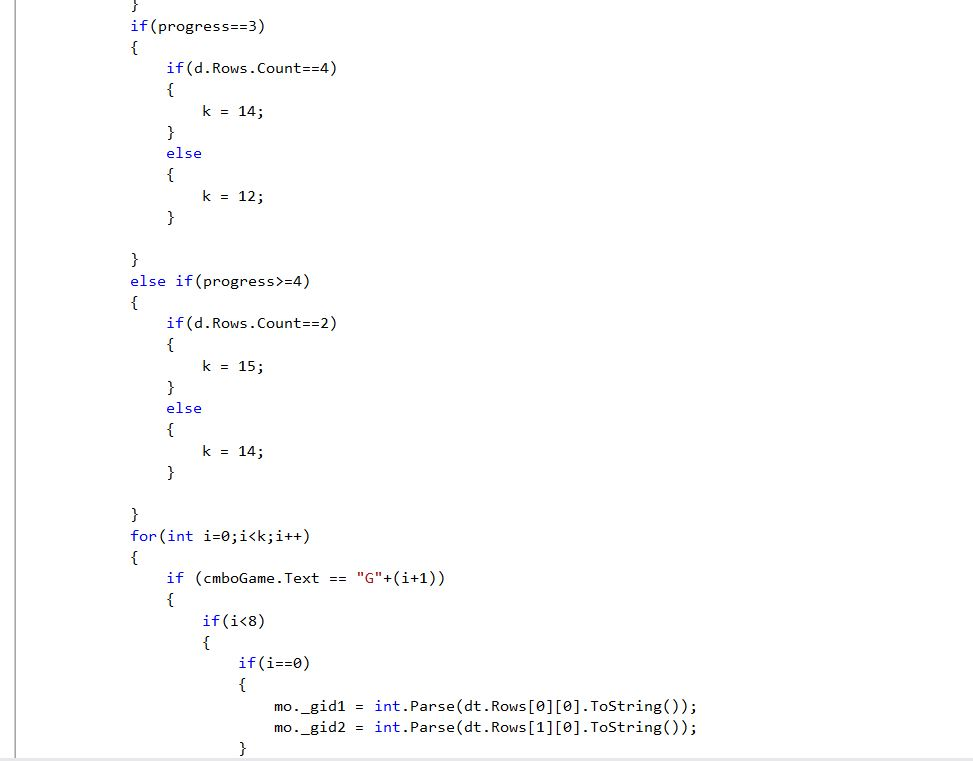 }
if(progress==3)
{
if(d.Rows.Count==4)
{
k = 14;
}
else
{
k = 12;
}
}
else if(progress>=4)
{
if(d.Rows.Count==2)
{
k = 15;
}
else
{
k = 14;
}
}
for(int i=0;i<k;i++)
{
if (cmboGame.Text == "G"+(i+1))
{
if(i<8)
{
if(i==0)
{
mo._gid1 = int.Parse(dt.Rows[0][0].ToString());
mo._gid2 = int.Parse(dt.Rows[1][0].ToString());
}